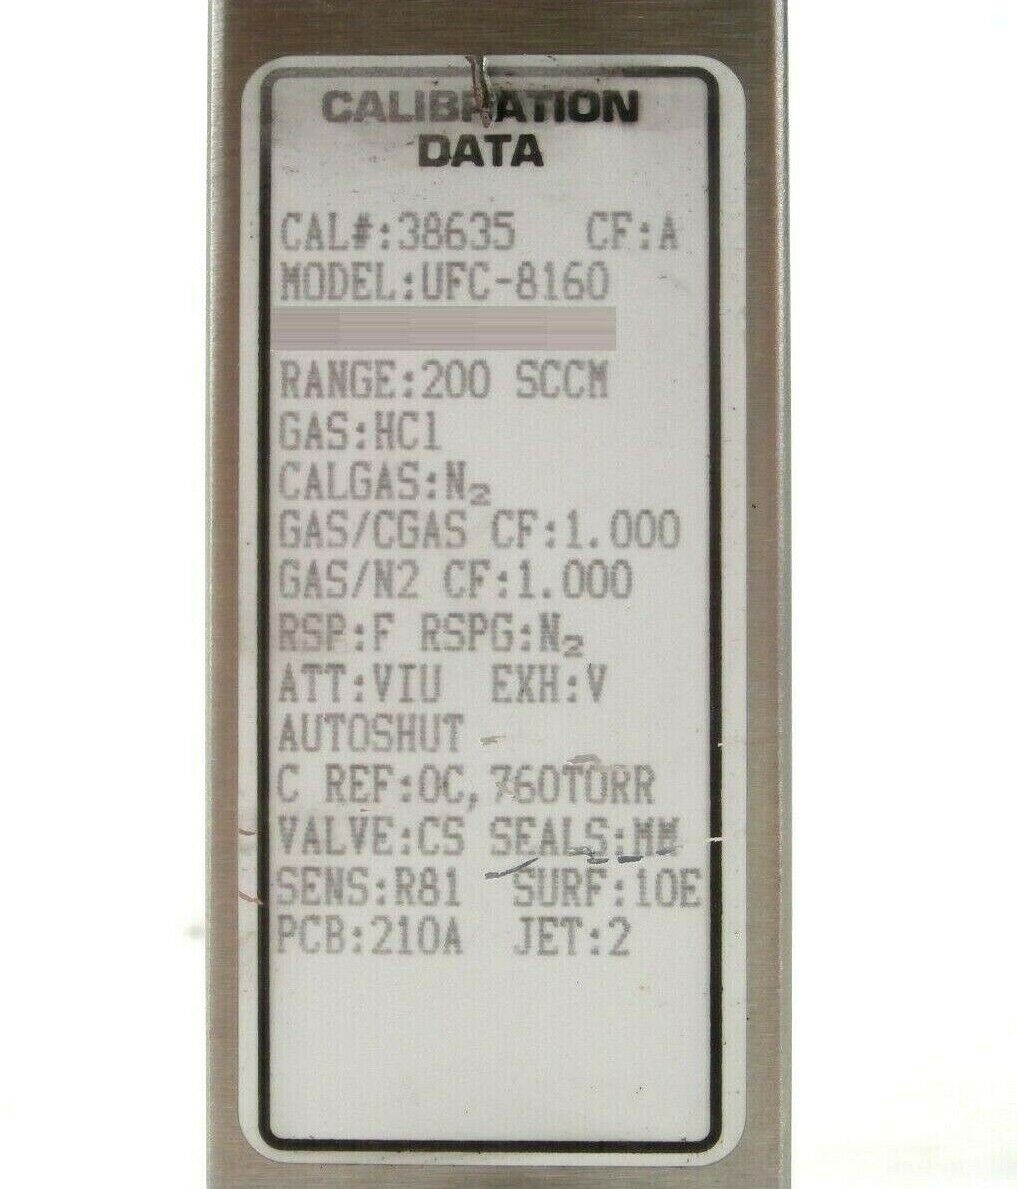 CALIBRATION
DATA
CAL#:38635 CF:A
MODEL:UFC-8160
RANGE:200 SCCM
GAS:HCl
CALGAS:N₂
GAS/CGAS CF:1.000
GAS/N2 CF:1.000
RSP:F RSPG:N₂
ATT:VIU EXH:V
AUTOSHUT
C REF:0C,760TORR
VALVE:CS SEALS:MM
SENS:R81 SURF:10E
PCB:210A JET:2